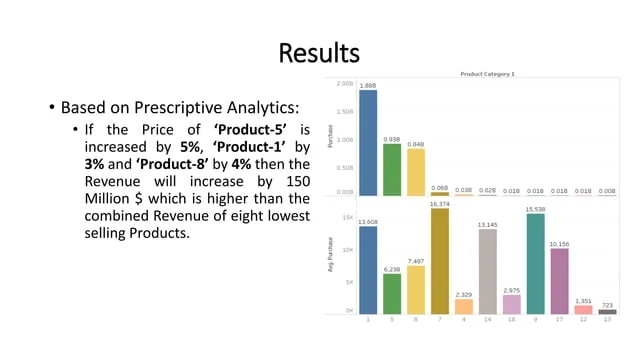 Results
• Based on Prescriptive Analytics:
• If the Price of ‘Product-5’ is
increased by 5%, ‘Product-1’ by
3% and ‘Product-8’ by 4% then the
Revenue will increase by 150
Million $ which is higher than the
combined Revenue of eight lowest
selling Products.
Product Category 1
Purchase
2.00B
1.50B
1.00B
0.50B
0.00B
1.88B
0.93B
0.84B
0.06B
0.03B
0.02B
0.01B
0.01B
0.01B
0.01B
0.00B
Avg. Purchase
15K
10K
5K
0K
13,608
6,238
7,497
16,374
2,329
13,145
2,975
15,538
10,156
1,351
723
1 5 8 7 4 14 18 9 17 12 13